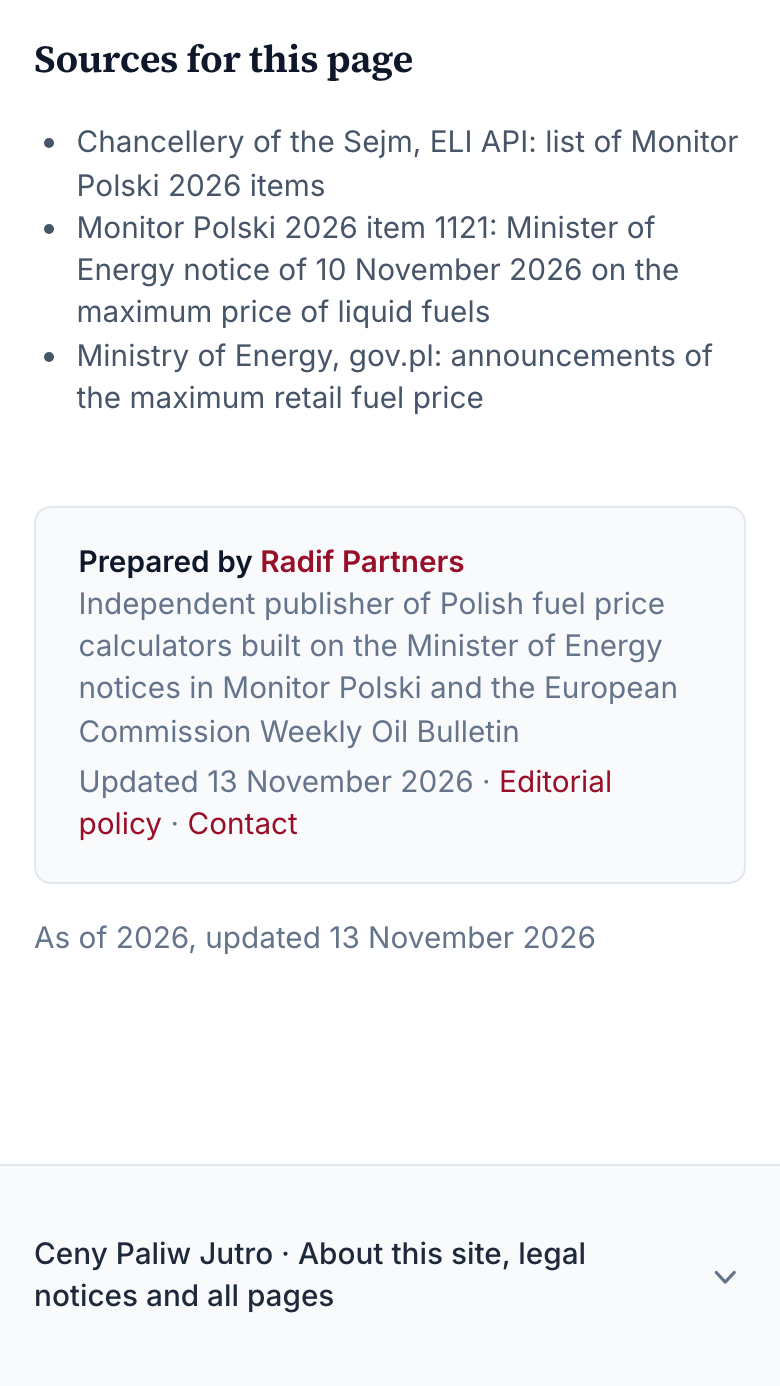 Sources for this page
• Chancellery of the Sejm, ELI API: list of Monitor
Polski 2026 items
• Monitor Polski 2026 item 1121: Minister of
Energy notice of 10 November 2026 on the
maximum price of liquid fuels
• Ministry of Energy, gov.pl: announcements of
the maximum retail fuel price
Prepared by Radif Partners
Independent publisher of Polish fuel price
calculators built on the Minister of Energy
notices in Monitor Polski and the European
Commission Weekly Oil Bulletin
Updated 13 November 2026 · Editorial
policy · Contact
As of 2026, updated 13 November 2026
Ceny Paliw Jutro · About this site, legal
notices and all pages